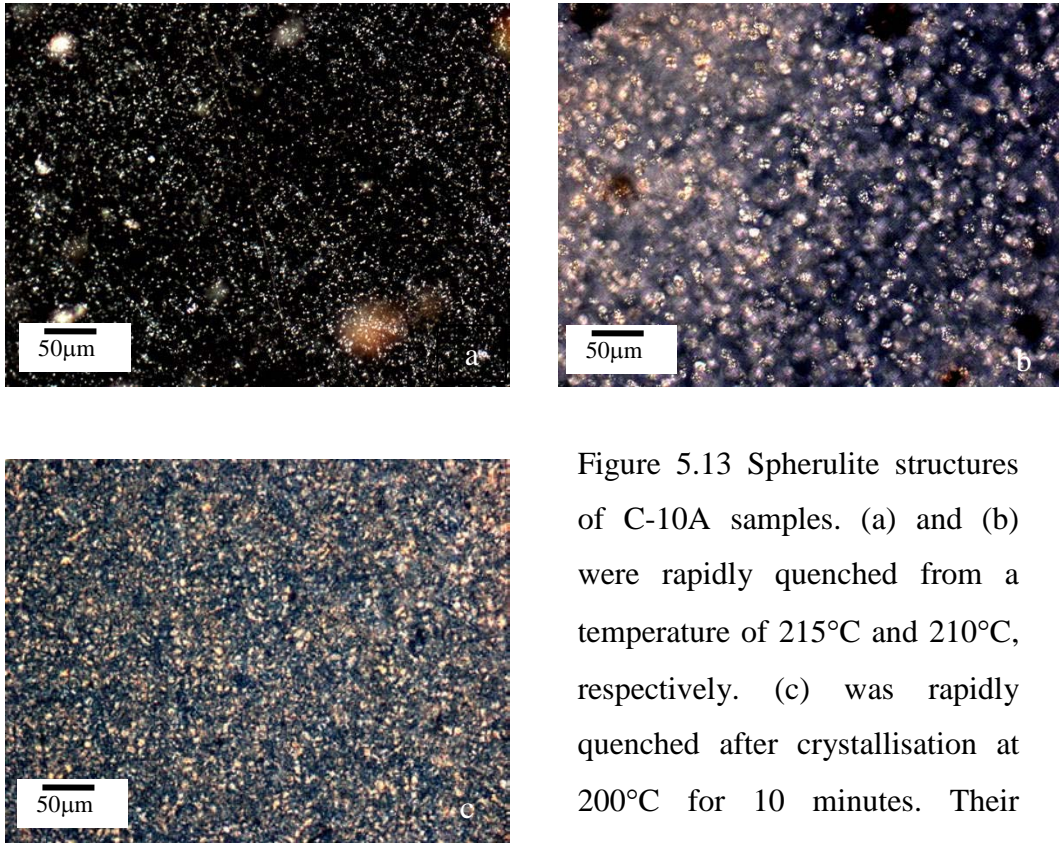 50µm
a
50µm
b
50µm
c
Figure 5.13 Spherulite structures
of C-10A samples. (a) and (b)
were rapidly quenched from a
temperature of 215°C and 210°C,
respectively. (c) was rapidly
quenched after crystallisation at
200°C for 10 minutes. Their